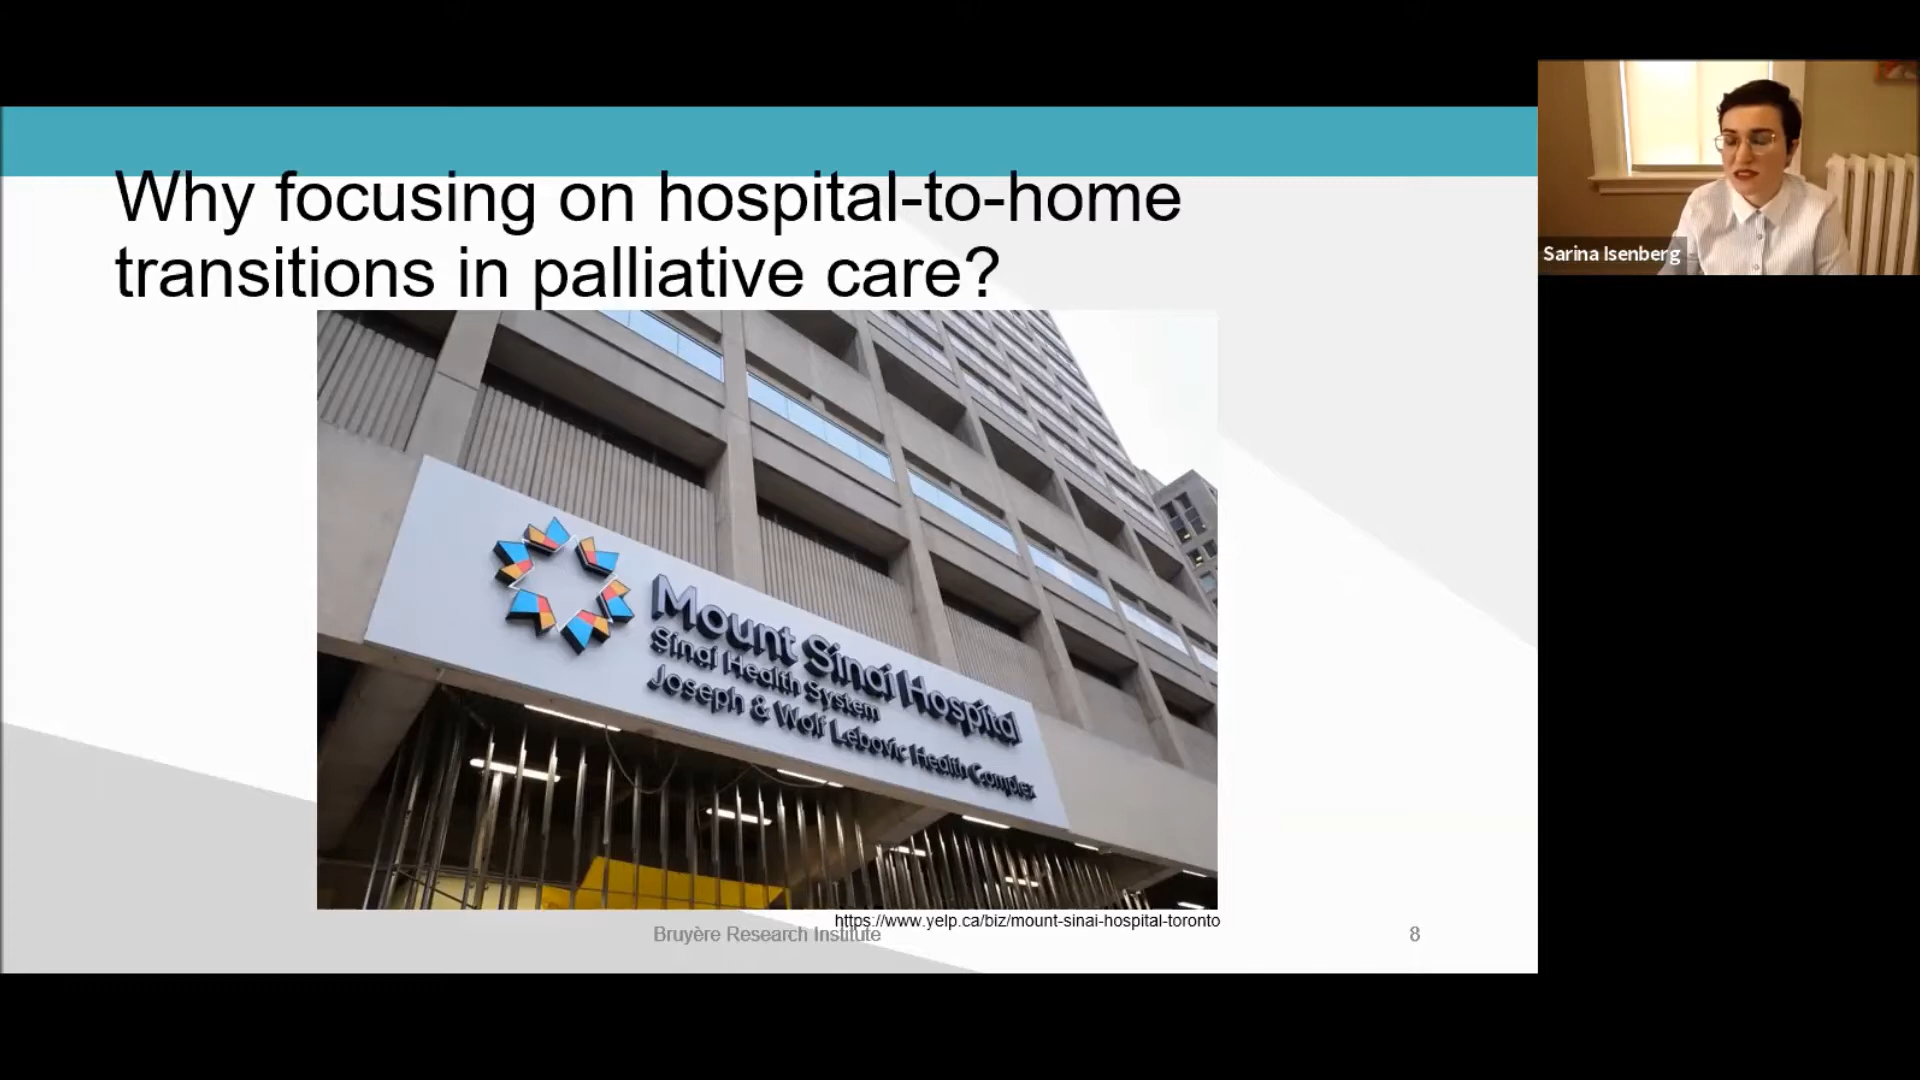 Why focusing on hospital-to-home
transitions in palliative care?
Sarina Isenberg
Mount Sinai Hospital
Sinai Health System
Joseph & Wolf Lebovic Health Complex
https://www.yelp.ca/biz/mount-sinai-hospital-toronto
Bruyère Research Institute
8